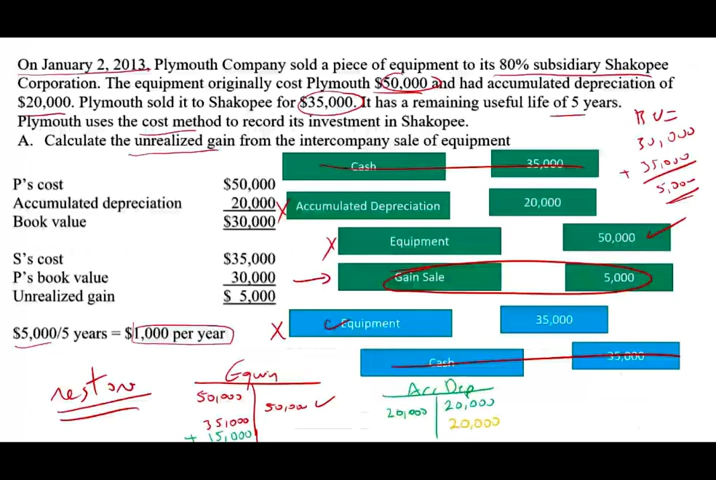 On January 2, 2013, Plymouth Company sold a piece of equipment to its 80% subsidiary Shakopee
Corporation. The equipment originally cost Plymouth $50,000 and had accumulated depreciation of
$20,000. Plymouth sold it to Shakopee for $35,000. It has a remaining useful life of 5 years.
Plymouth uses the cost method to record its investment in Shakopee.
A. Calculate the unrealized gain from the intercompany sale of equipment
BV=
30,000
+ 35,000
5,000
Cash 35,000
P's cost $50,000
Accumulated depreciation 20,000
Book value $30,000
X Accumulated Depreciation 20,000
X Equipment 50,000
S's cost $35,000
P's book value 30,000
Unrealized gain $ 5,000
Gain Sale 5,000
$5,000/5 years = $1,000 per year
X Equipment 35,000
Cash 35,000
restore
Equip
50,000 50,000
35,000
+ 15,000
Acc Dep
20,000 20,000
20,000